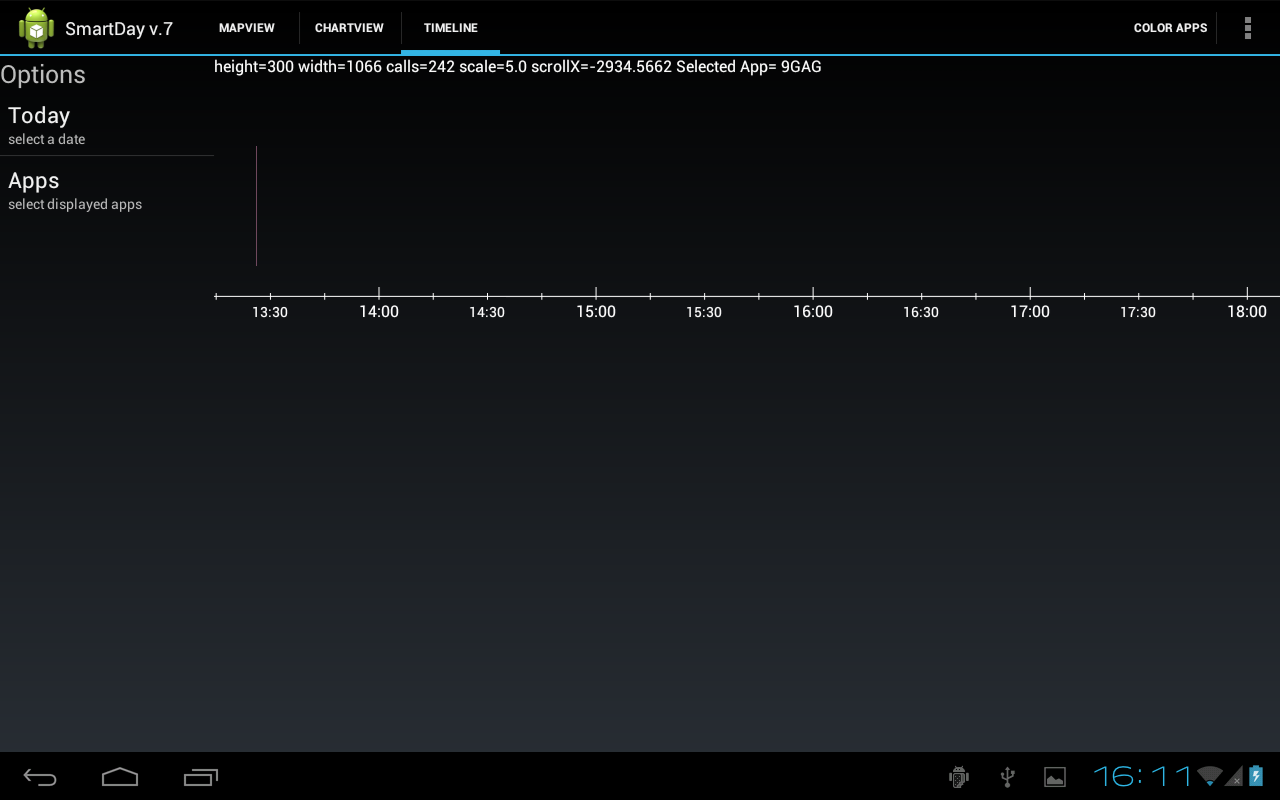 SmartDay v.7 MAPVIEW CHARTVIEW TIMELINE COLOR APPS
Options
height=300 width=1066 calls=242 scale=5.0 scrollX=-2934.5662 Selected App= 9GAG
Today
select a date
Apps
select displayed apps
13:30 14:00 14:30 15:00 15:30 16:00 16:30 17:00 17:30 18:00
16:11